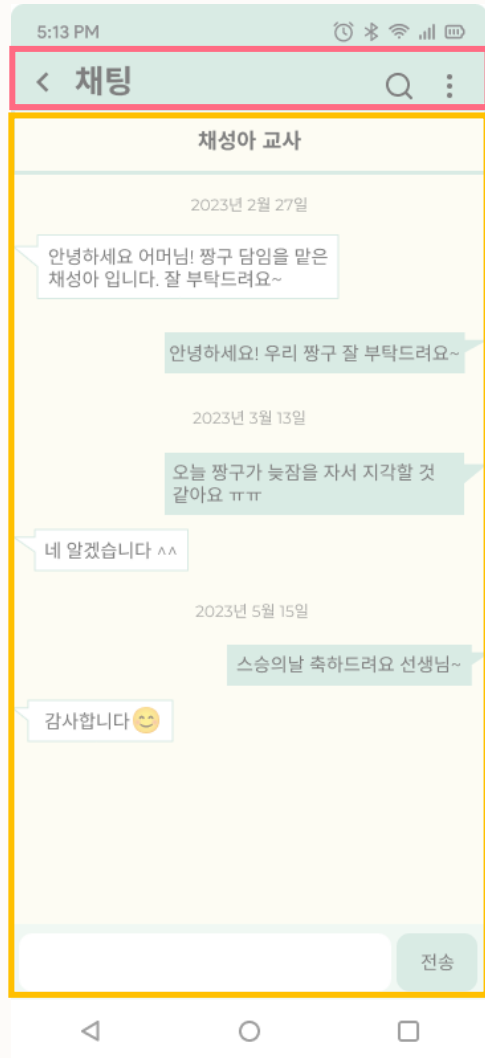 5:13 PM
채팅
채성아 교사
2023년 2월 27일
안녕하세요 어머님! 짱구 담임을 맡은
채성아 입니다. 잘 부탁드려요~
안녕하세요! 우리 짱구 잘 부탁드려요~
2023년 3월 13일
오늘 짱구가 늦잠을 자서 지각할 것
같아요 ㅠㅠ
네 알겠습니다 ^^
2023년 5월 15일
스승의날 축하드려요 선생님~
감사합니다😊
전송